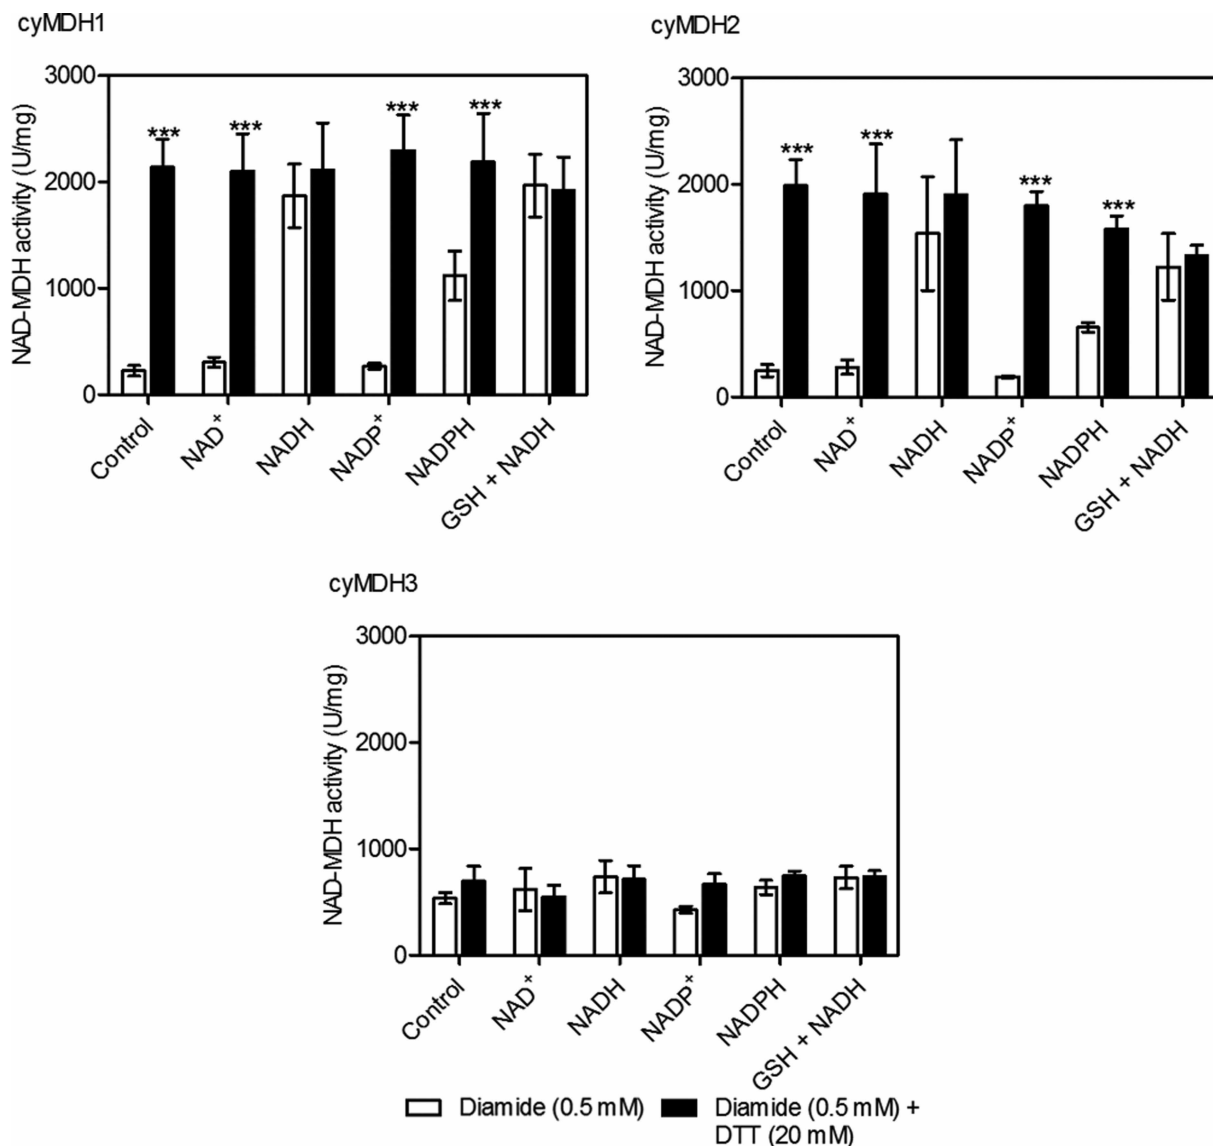 cyMDH1
NAD-MDH activity (U/mg)
3000
2000
1000
0
***
***
***
***
Control
NAD⁺
NADH
NADP⁺
NADPH
GSH + NADH
cyMDH2
NAD-MDH activity (U/mg)
3000
2000
1000
0
***
***
***
***
Control
NAD⁺
NADH
NADP⁺
NADPH
GSH + NADH
cyMDH3
NAD-MDH activity (U/mg)
3000
2000
1000
0
Control
NAD⁺
NADH
NADP⁺
NADPH
GSH + NADH
Diamide (0.5 mM)
Diamide (0.5 mM) +
DTT (20 mM)